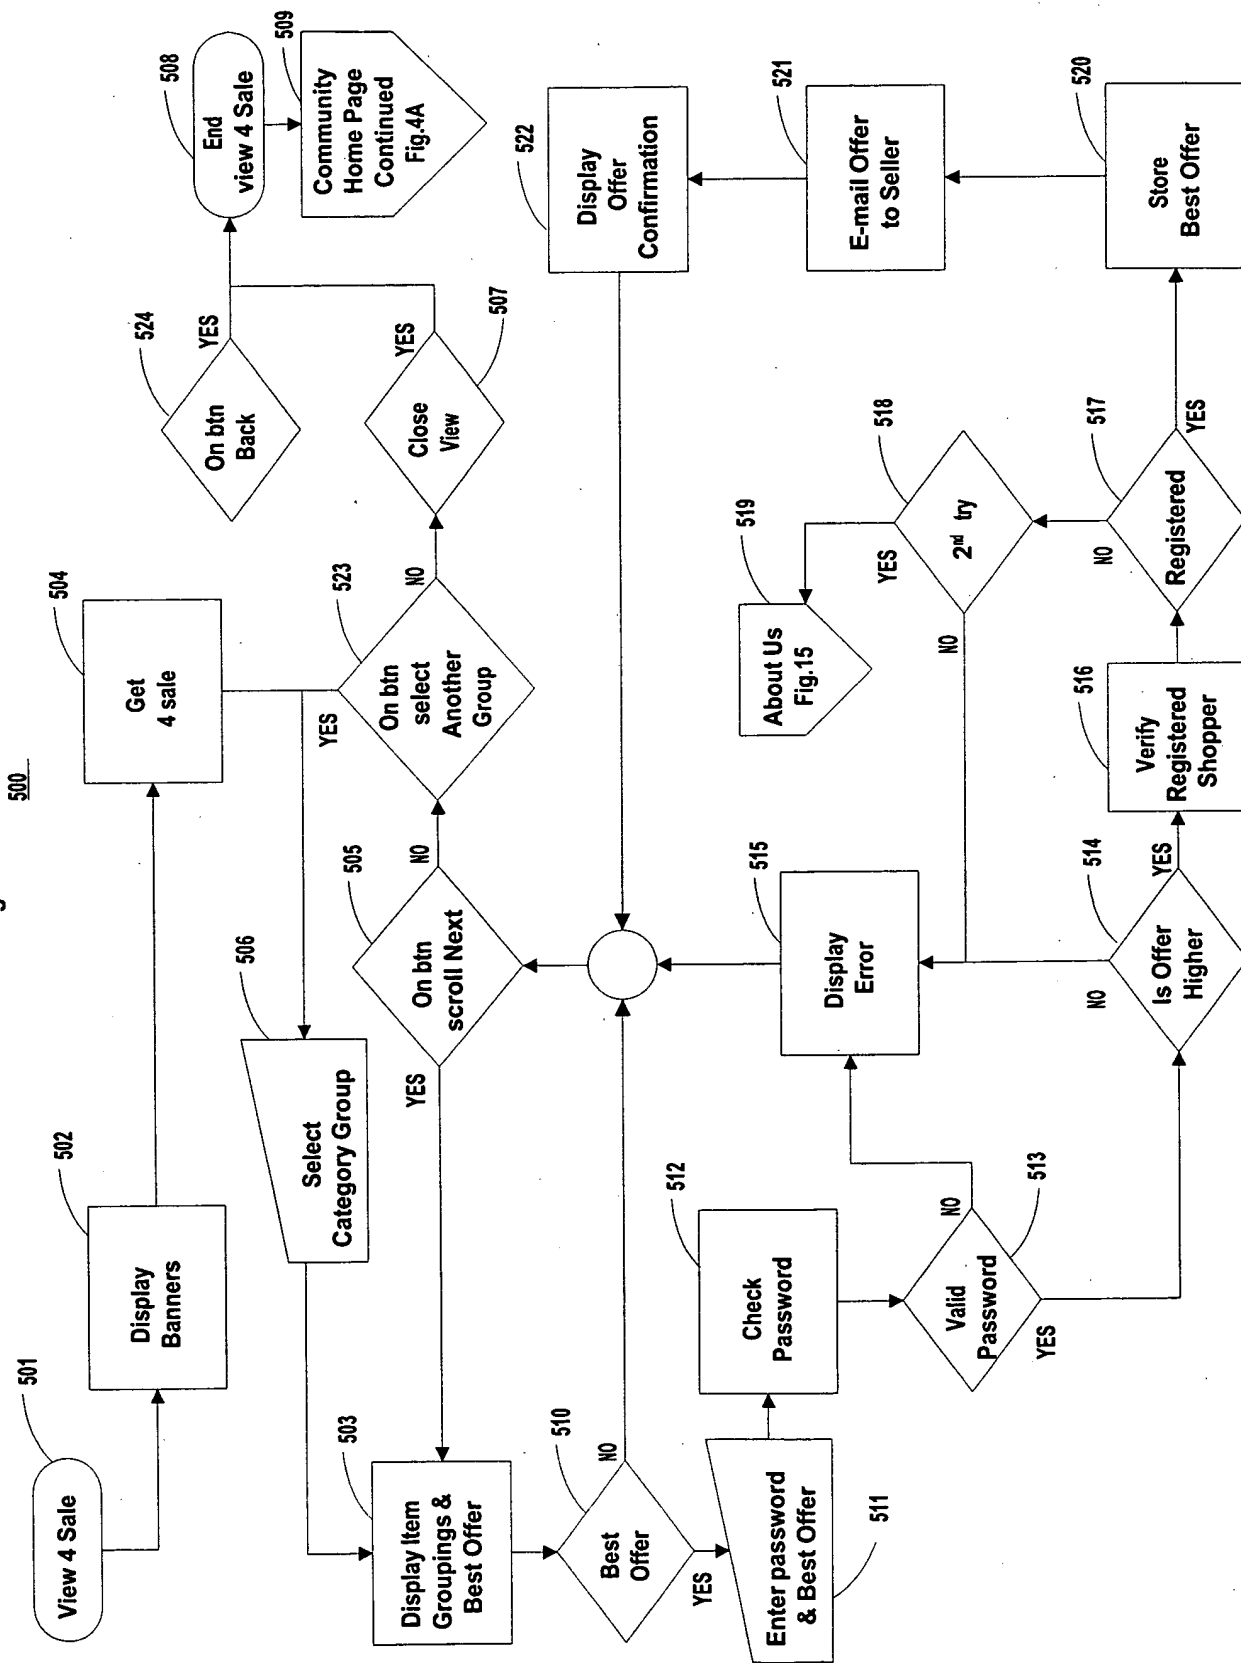 500
501
View 4 Sale
502
Display
Banners
504
Get
4 sale
524
On btn
Back
YES
508
End
view 4 Sale
509
Community
Home Page
Continued
Fig.4A
506
Select
Category Group
YES
523
On btn
select
Another
Group
NO
507
Close
View
YES
505
On btn
scroll Next
NO
YES
503
Display Item
Groupings &
Best Offer
510
Best
Offer
NO
YES
522
Display
Offer
Confirmation
511
Enter password
& Best Offer
512
Check
Password
513
Valid
Password
NO
YES
515
Display
Error
519
About Us
Fig.15
518
2nd try
YES
NO
521
E-mail Offer
to Seller
514
Is Offer
Higher
NO
YES
516
Verify
Registered
Shopper
517
Registered
NO
YES
520
Store
Best Offer